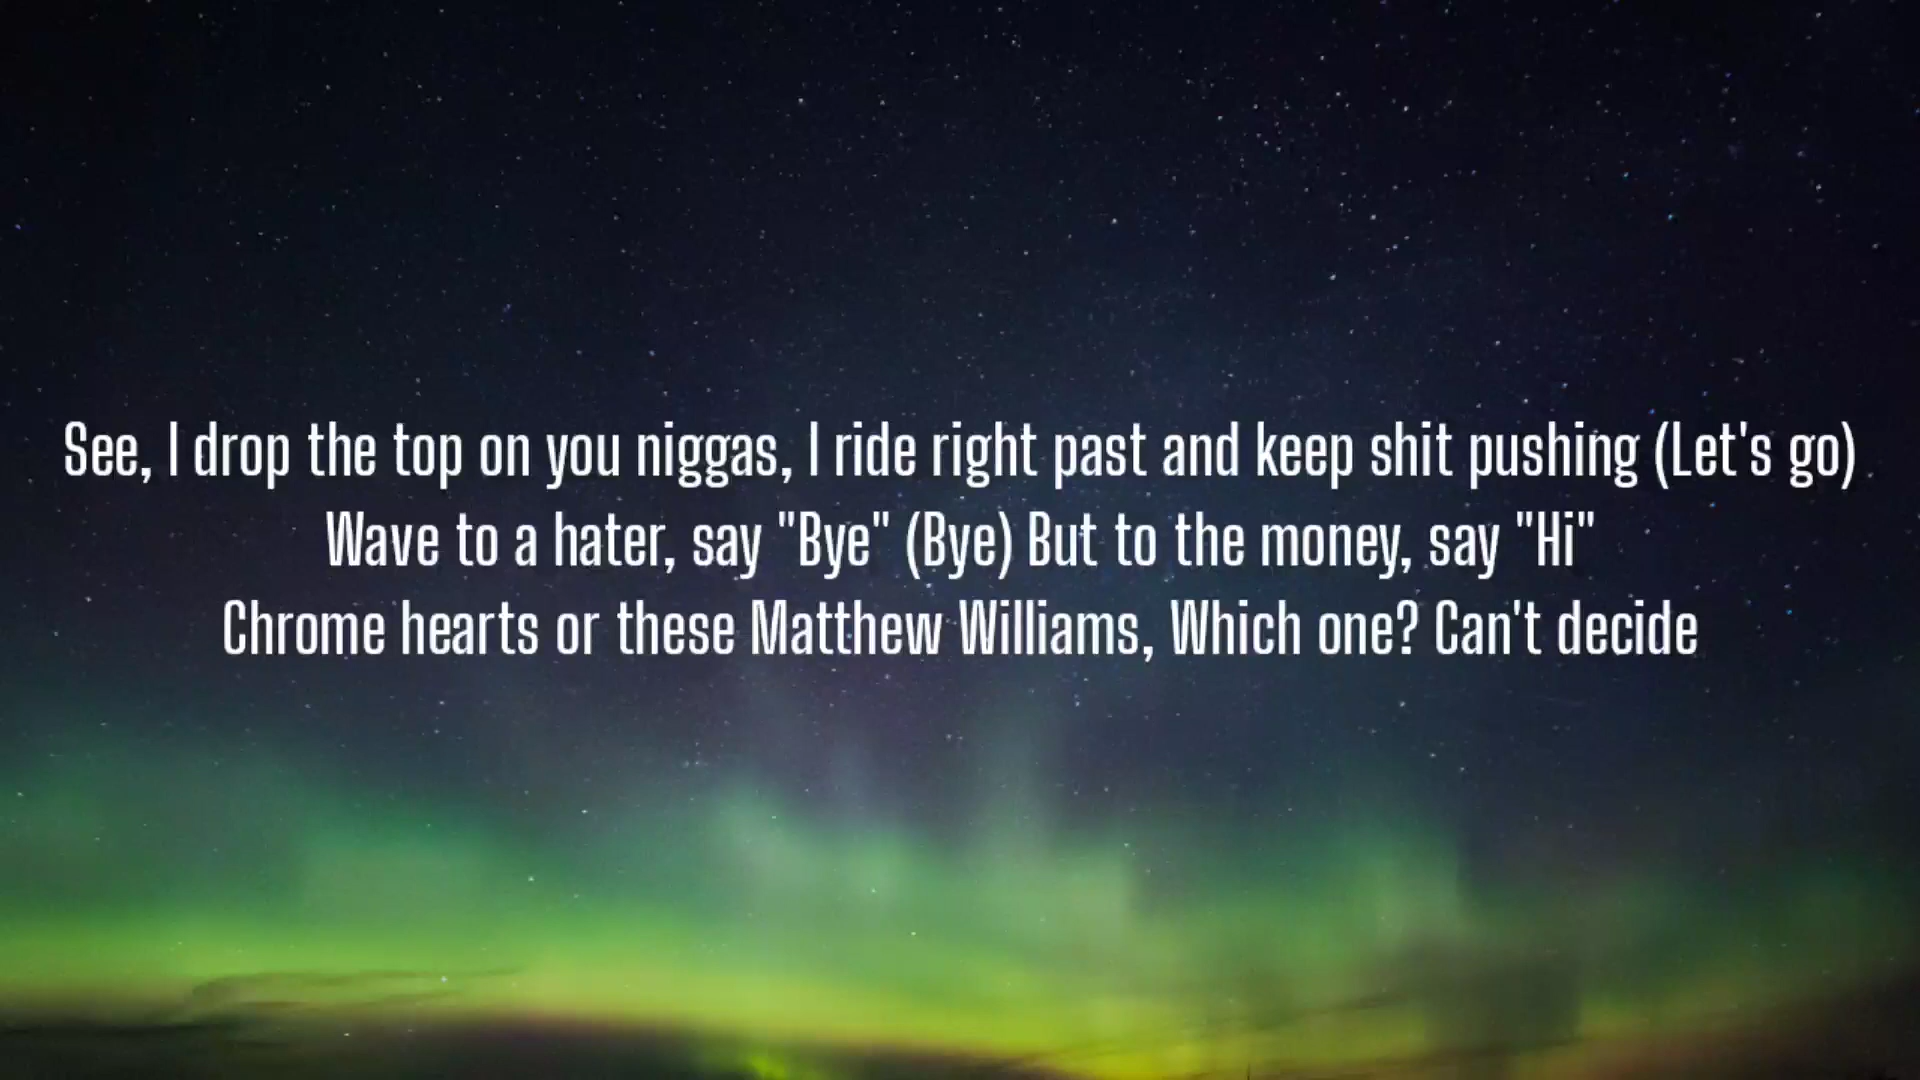 See, I drop the top on you niggas, I ride right past and keep shit pushing (Let's go)
Wave to a hater, say "Bye" (Bye) But to the money, say "Hi"
Chrome hearts or these Matthew Williams, Which one? Can't decide